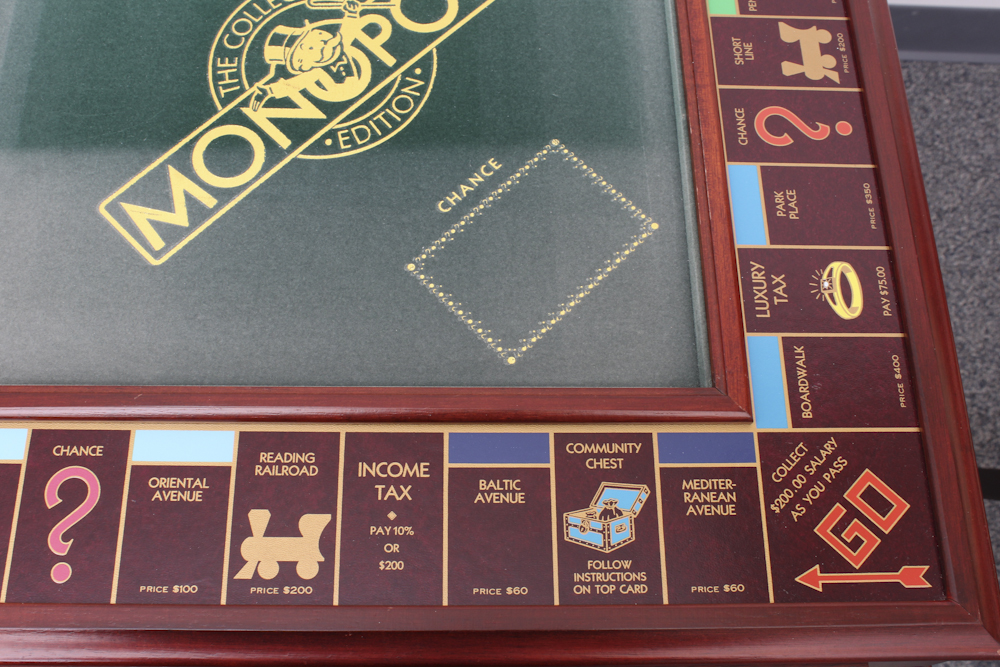 THE COLLEC
MONOPO
• EDITION •
CHANCE
SHORT
LINE
PRICE $200
CHANCE
?
PARK
PLACE
PRICE $350
LUXURY
TAX
PAY $75.00
BOARDWALK
PRICE $400
COLLECT
$200.00 SALARY
AS YOU PASS
GO
MEDITER-
RANEAN
AVENUE
PRICE $60
COMMUNITY
CHEST
FOLLOW
INSTRUCTIONS
ON TOP CARD
BALTIC
AVENUE
PRICE $60
INCOME
TAX
PAY 10%
OR
$200
READING
RAILROAD
PRICE $200
ORIENTAL
AVENUE
PRICE $100
CHANCE
?